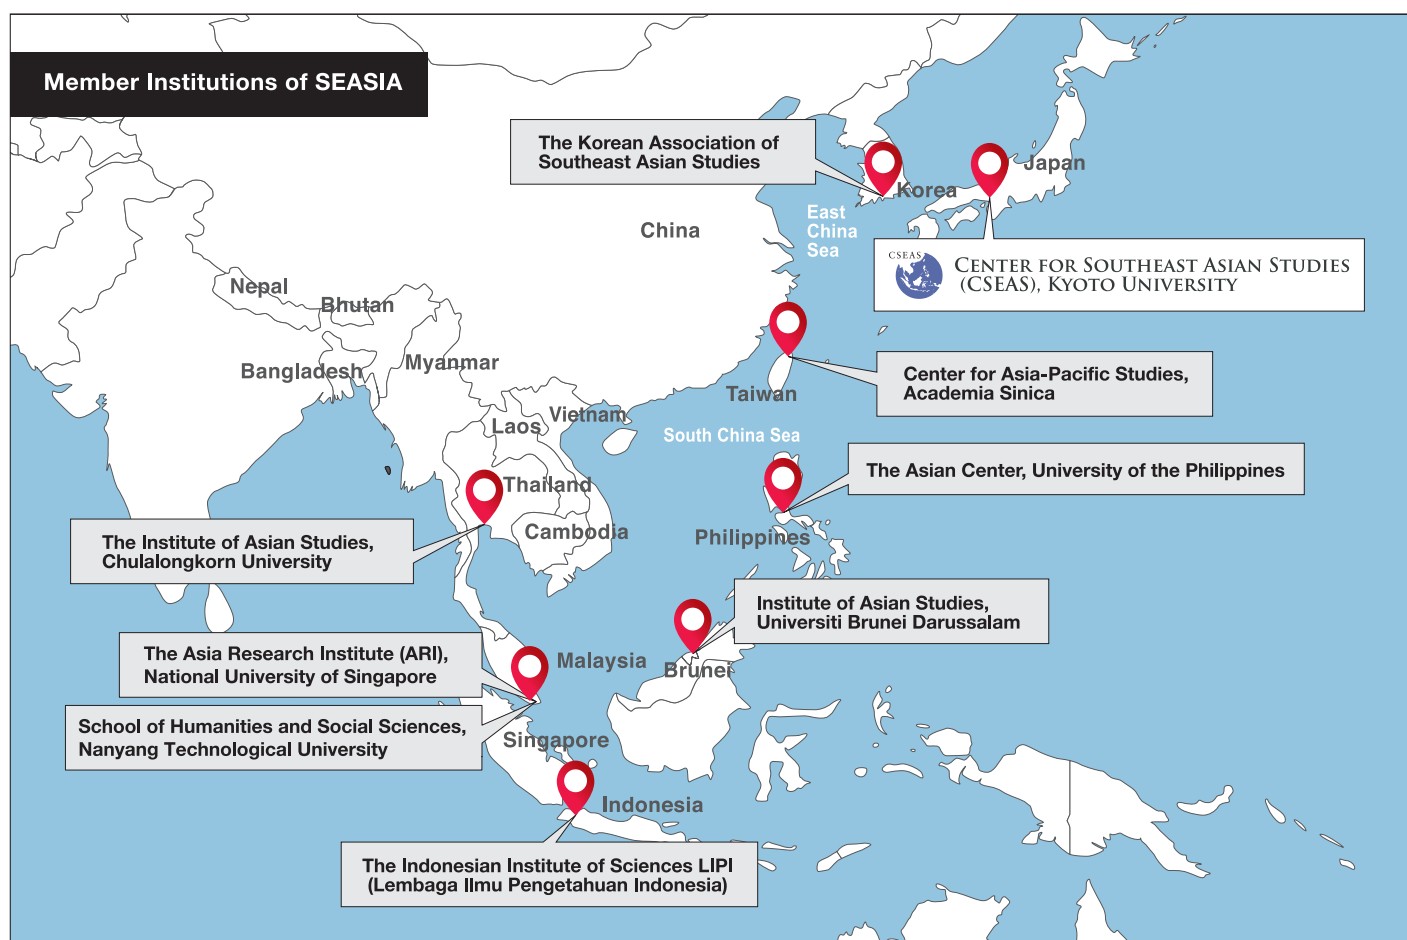 Member Institutions of SEASIA
The Korean Association of
Southeast Asian Studies
Japan
Korea
East
China
Sea
China
CSEAS
CENTER FOR SOUTHEAST ASIAN STUDIES
(CSEAS), KYOTO UNIVERSITY
Nepal
Bhutan
Bangladesh
Myanmar
Center for Asia-Pacific Studies,
Academia Sinica
Taiwan
Vietnam
Laos
South China Sea
The Asian Center, University of the Philippines
Thailand
Cambodia
Philippines
The Institute of Asian Studies,
Chulalongkorn University
Institute of Asian Studies,
Universiti Brunei Darussalam
The Asia Research Institute (ARI),
National University of Singapore
Malaysia
Brunei
School of Humanities and Social Sciences,
Nanyang Technological University
Singapore
Indonesia
The Indonesian Institute of Sciences LIPI
(Lembaga Ilmu Pengetahuan Indonesia)